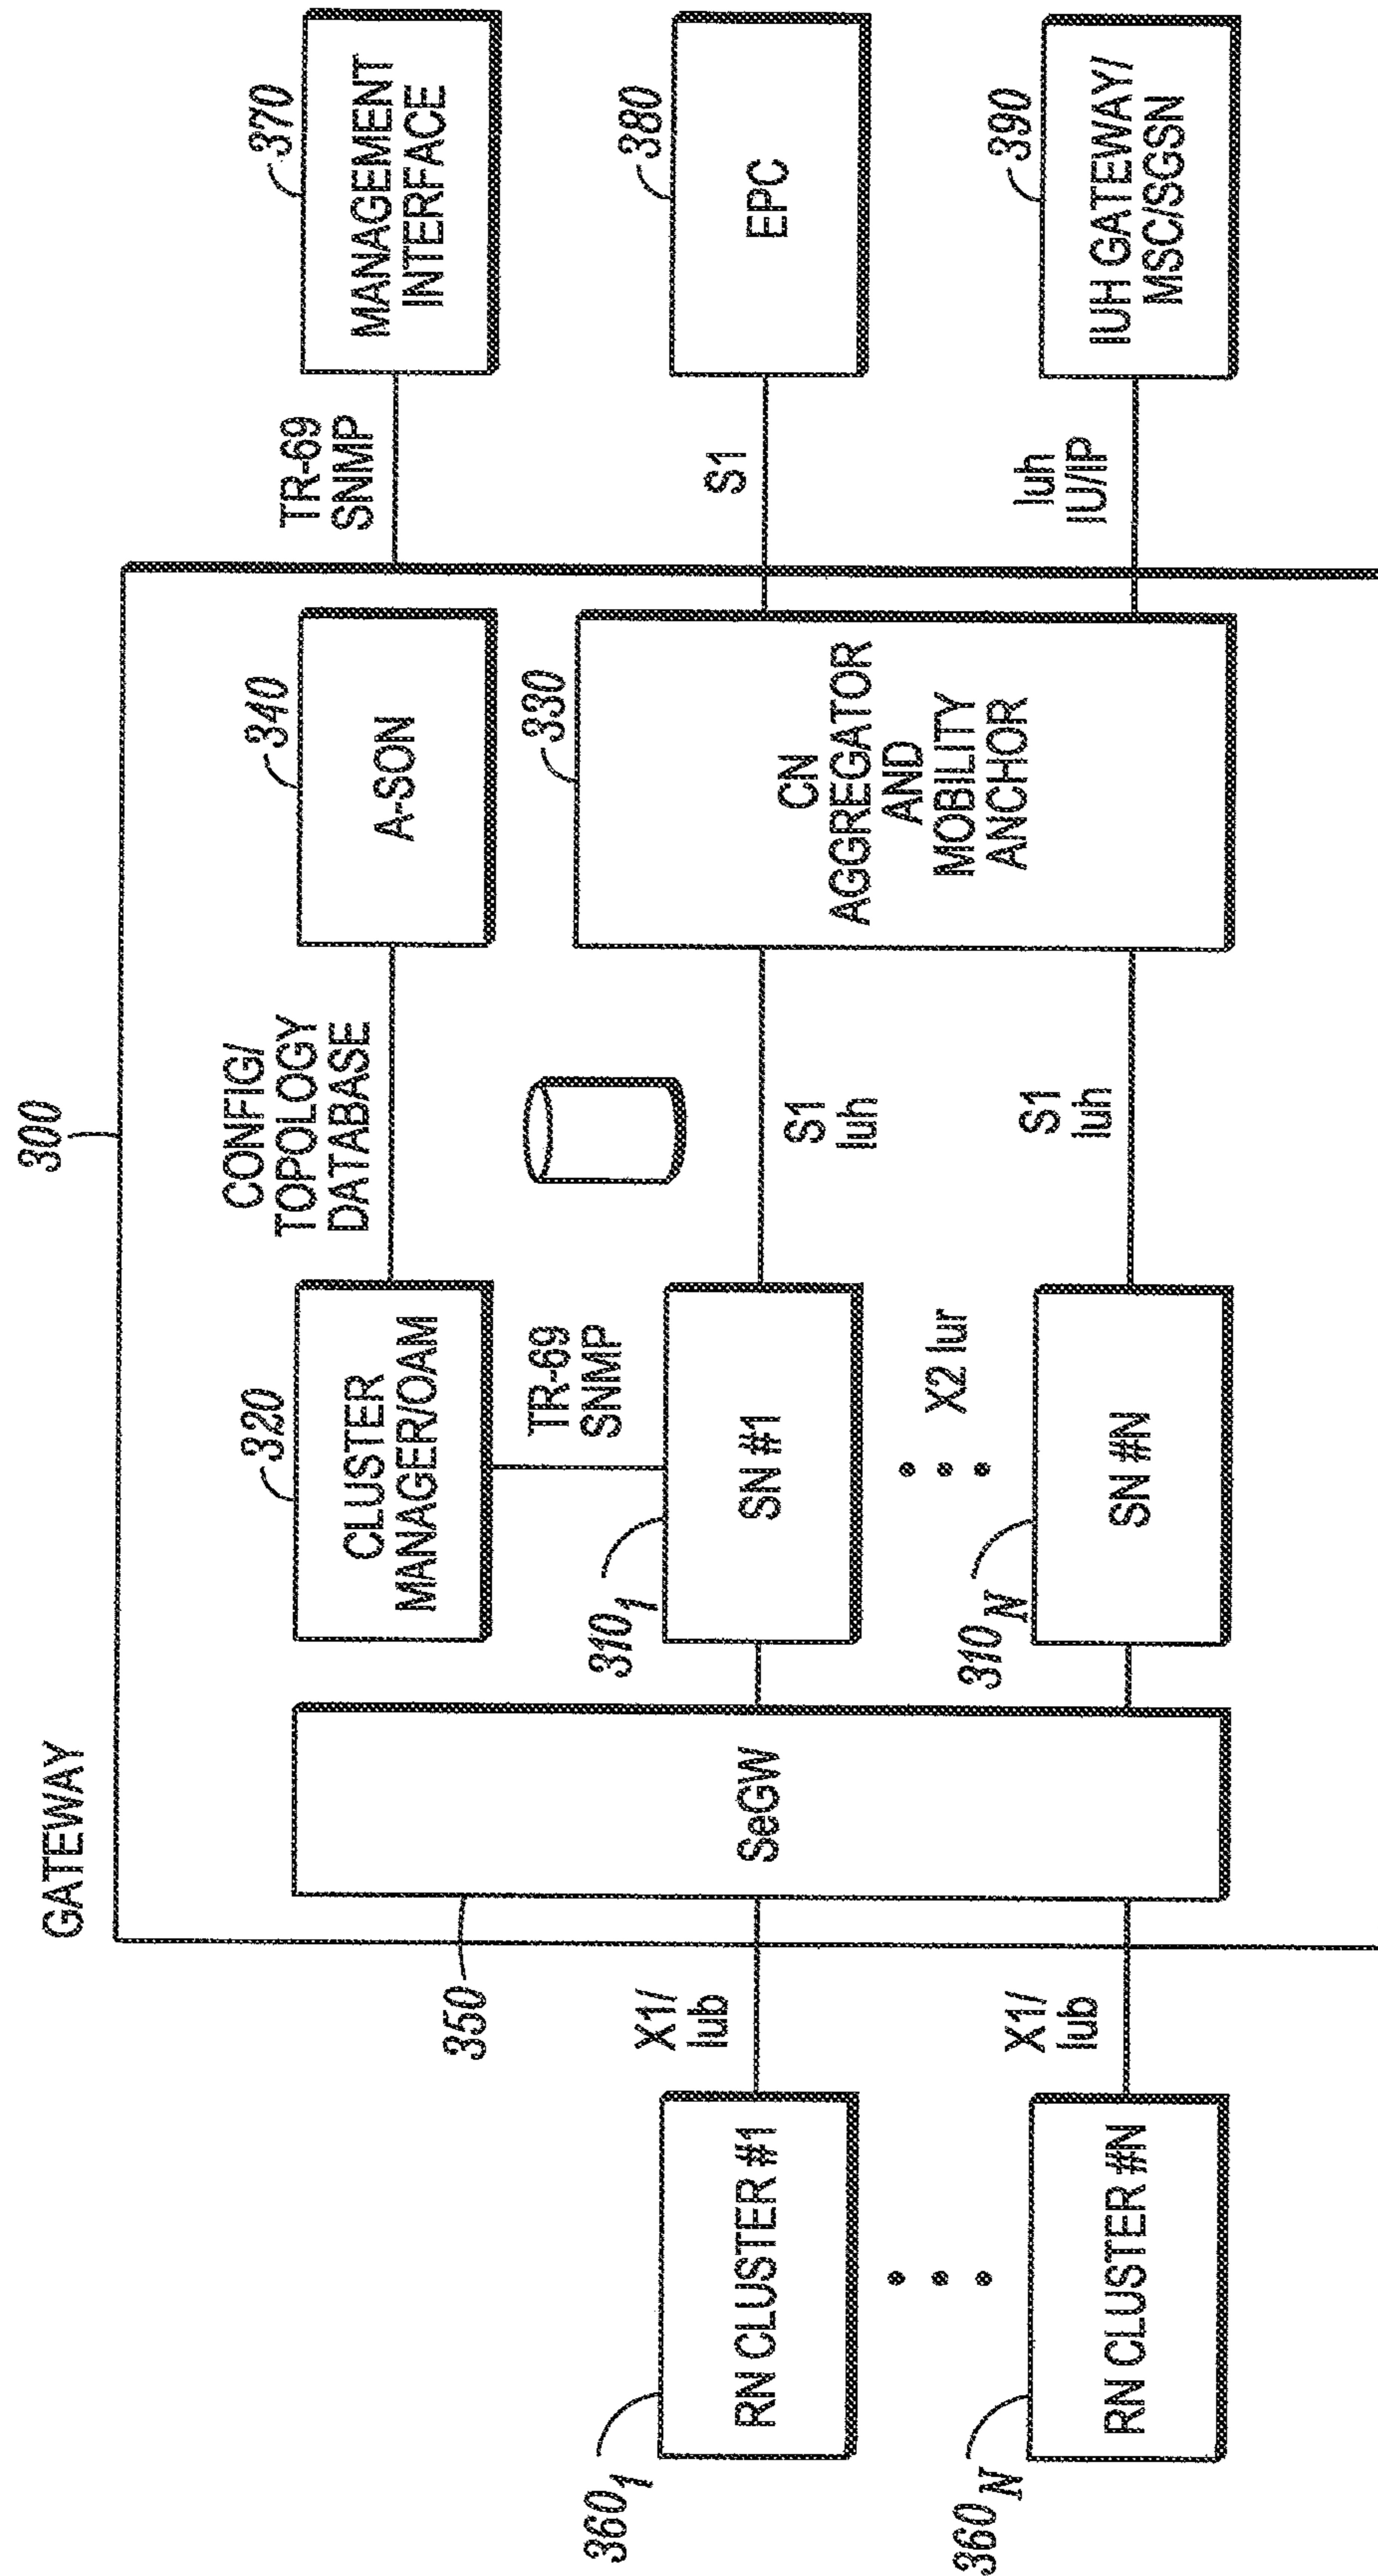 GATEWAY
300
360₁
RN CLUSTER #1
360_N
RN CLUSTER #N
X1/
Iub
X1/
Iub
350
SeGW
320
CLUSTER
MANAGER/OAM
TR-69
SNMP
310₁
SN #1
X2 Iur
310_N
SN #N
CONFIG/
TOPOLOGY
DATABASE
S1
Iuh
S1
Iuh
340
A-SON
330
CN
AGGREGATOR
AND
MOBILITY
ANCHOR
TR-69
SNMP
S1
Iuh
IU/IP
370
MANAGEMENT
INTERFACE
380
EPC
390
IUH GATEWAY/
MSC/SGSN